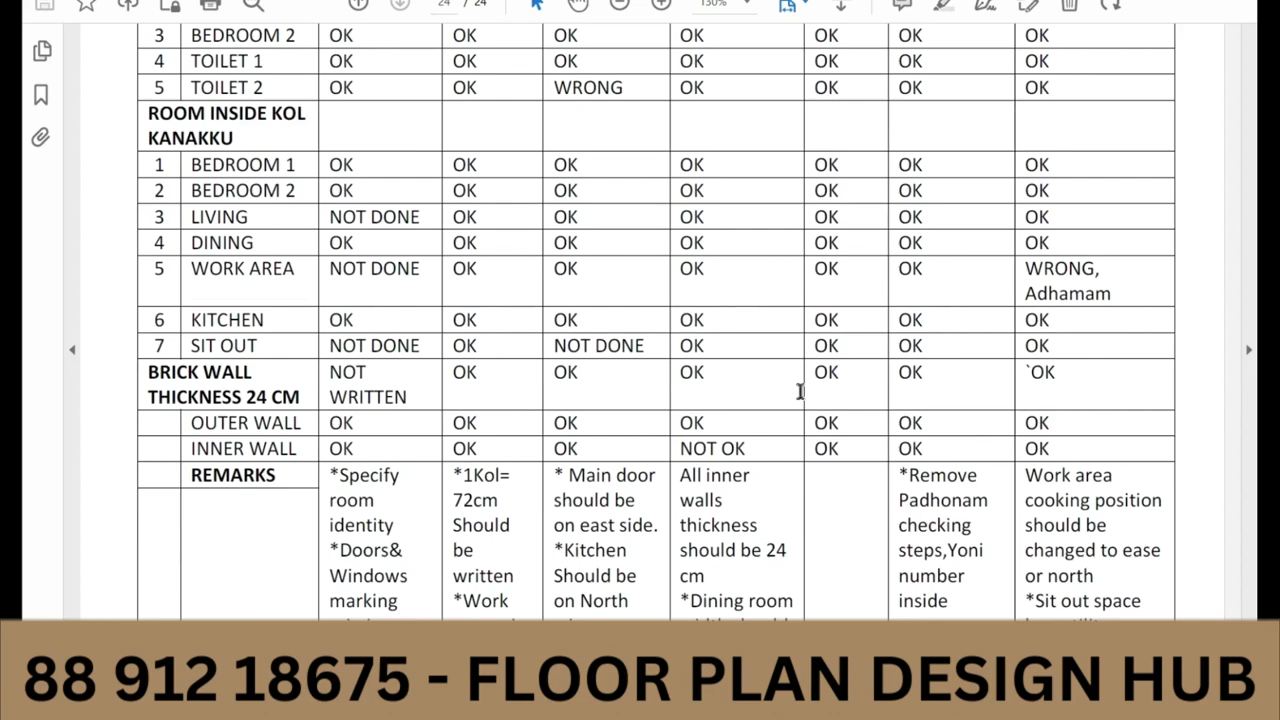 24 / 24 130%
3 BEDROOM 2 OK OK OK OK OK OK OK
4 TOILET 1 OK OK OK OK OK OK OK
5 TOILET 2 OK OK WRONG OK OK OK OK
ROOM INSIDE KOL
KANAKKU
1 BEDROOM 1 OK OK OK OK OK OK OK
2 BEDROOM 2 OK OK OK OK OK OK OK
3 LIVING NOT DONE OK OK OK OK OK OK
4 DINING OK OK OK OK OK OK OK
5 WORK AREA NOT DONE OK OK OK OK OK WRONG,
Adhamam
6 KITCHEN OK OK OK OK OK OK OK
7 SIT OUT NOT DONE OK NOT DONE OK OK OK OK
BRICK WALL NOT OK OK OK OK OK `OK
THICKNESS 24 CM WRITTEN
OUTER WALL OK OK OK OK OK OK OK
INNER WALL OK OK OK NOT OK OK OK OK
REMARKS *Specify *1Kol= * Main door All inner *Remove Work area
room 72cm should be walls Padhonam cooking position
identity Should on east side. thickness checking should be
*Doors& be *Kitchen should be 24 steps,Yoni changed to ease
Windows written Should be cm number or north
marking *Work on North *Dining room inside *Sit out space
88 912 18675 - FLOOR PLAN DESIGN HUB